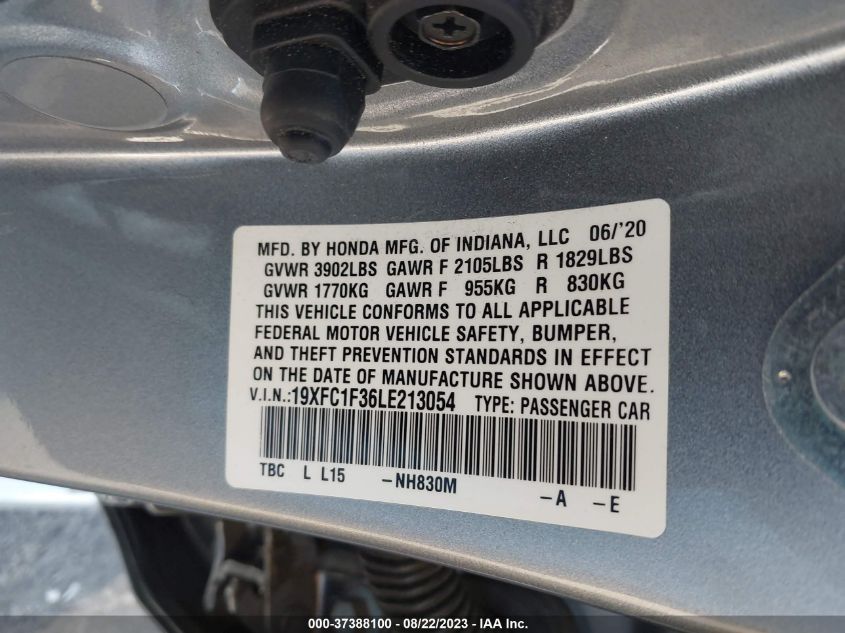 MFD. BY HONDA MFG. OF INDIANA, LLC 06/'20
GVWR 3902LBS GAWR F 2105LBS R 1829LBS
GVWR 1770KG GAWR F 955KG R 830KG
THIS VEHICLE CONFORMS TO ALL APPLICABLE
FEDERAL MOTOR VEHICLE SAFETY, BUMPER,
AND THEFT PREVENTION STANDARDS IN EFFECT
ON THE DATE OF MANUFACTURE SHOWN ABOVE.
V.I.N.:19XFC1F36LE213054 TYPE: PASSENGER CAR
TBC L L15 -NH830M -A -E
000-37388100 - 08/22/2023 - IAA Inc.